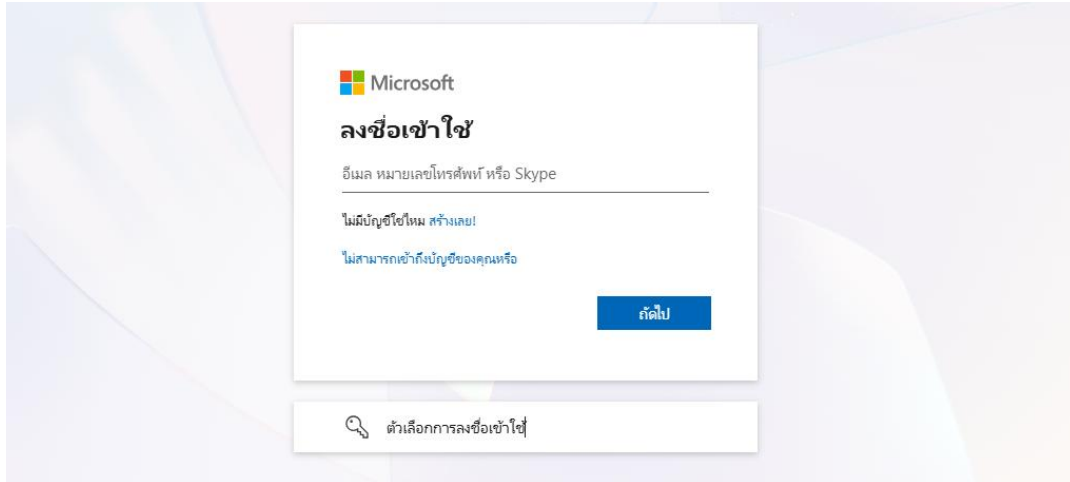 Microsoft
ลงชื่อเข้าใช้
อีเมล หมายเลขโทรศัพท์ หรือ Skype
ไม่มีบัญชีใช่ไหม สร้างเลย!
ไม่สามารถเข้าถึงบัญชีของคุณหรือ
ถัดไป
ตัวเลือกการลงชื่อเข้าใช้